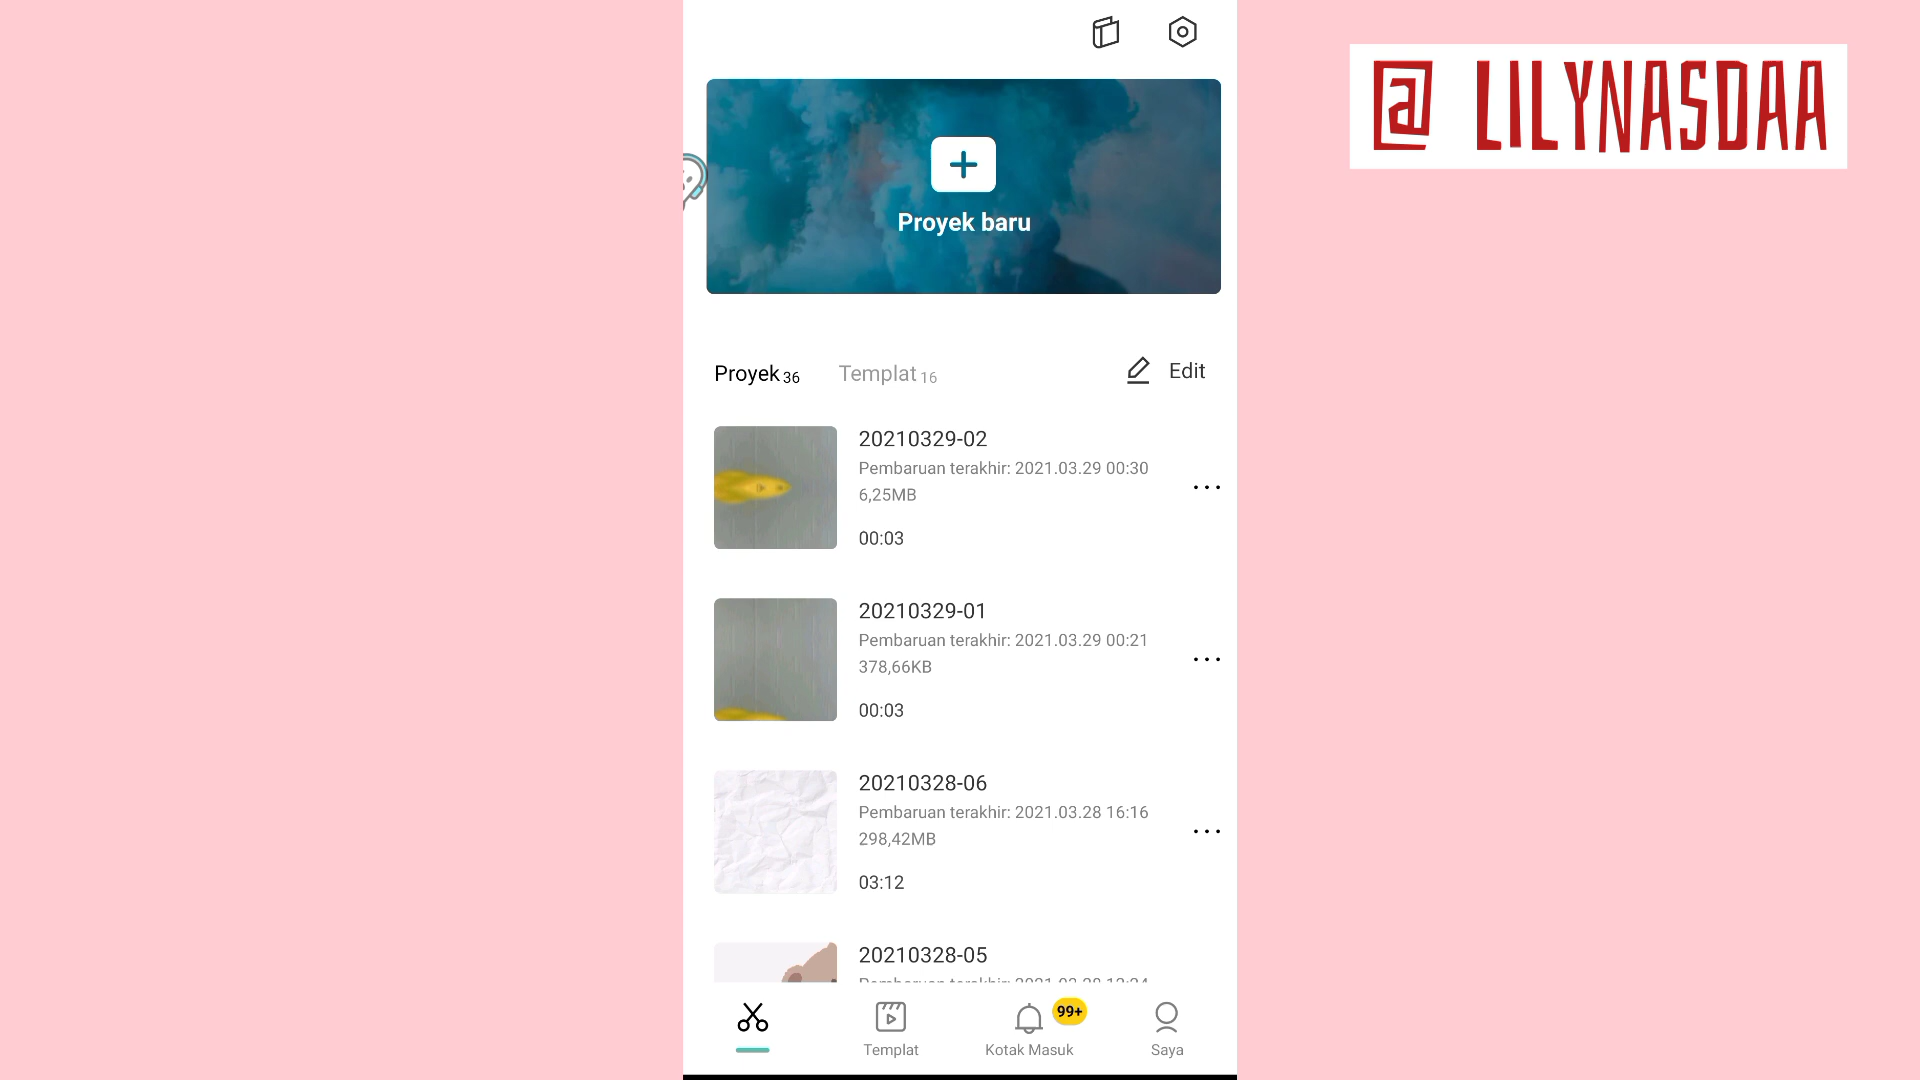 @ LILYNASDAA
Proyek baru
Proyek 36
Templat 16
Edit
20210329-02
Pembaruan terakhir: 2021.03.29 00:30
6,25MB
00:03
20210329-01
Pembaruan terakhir: 2021.03.29 00:21
378,66KB
00:03
20210328-06
Pembaruan terakhir: 2021.03.28 16:16
298,42MB
03:12
20210328-05
99+
Templat
Kotak Masuk
Saya